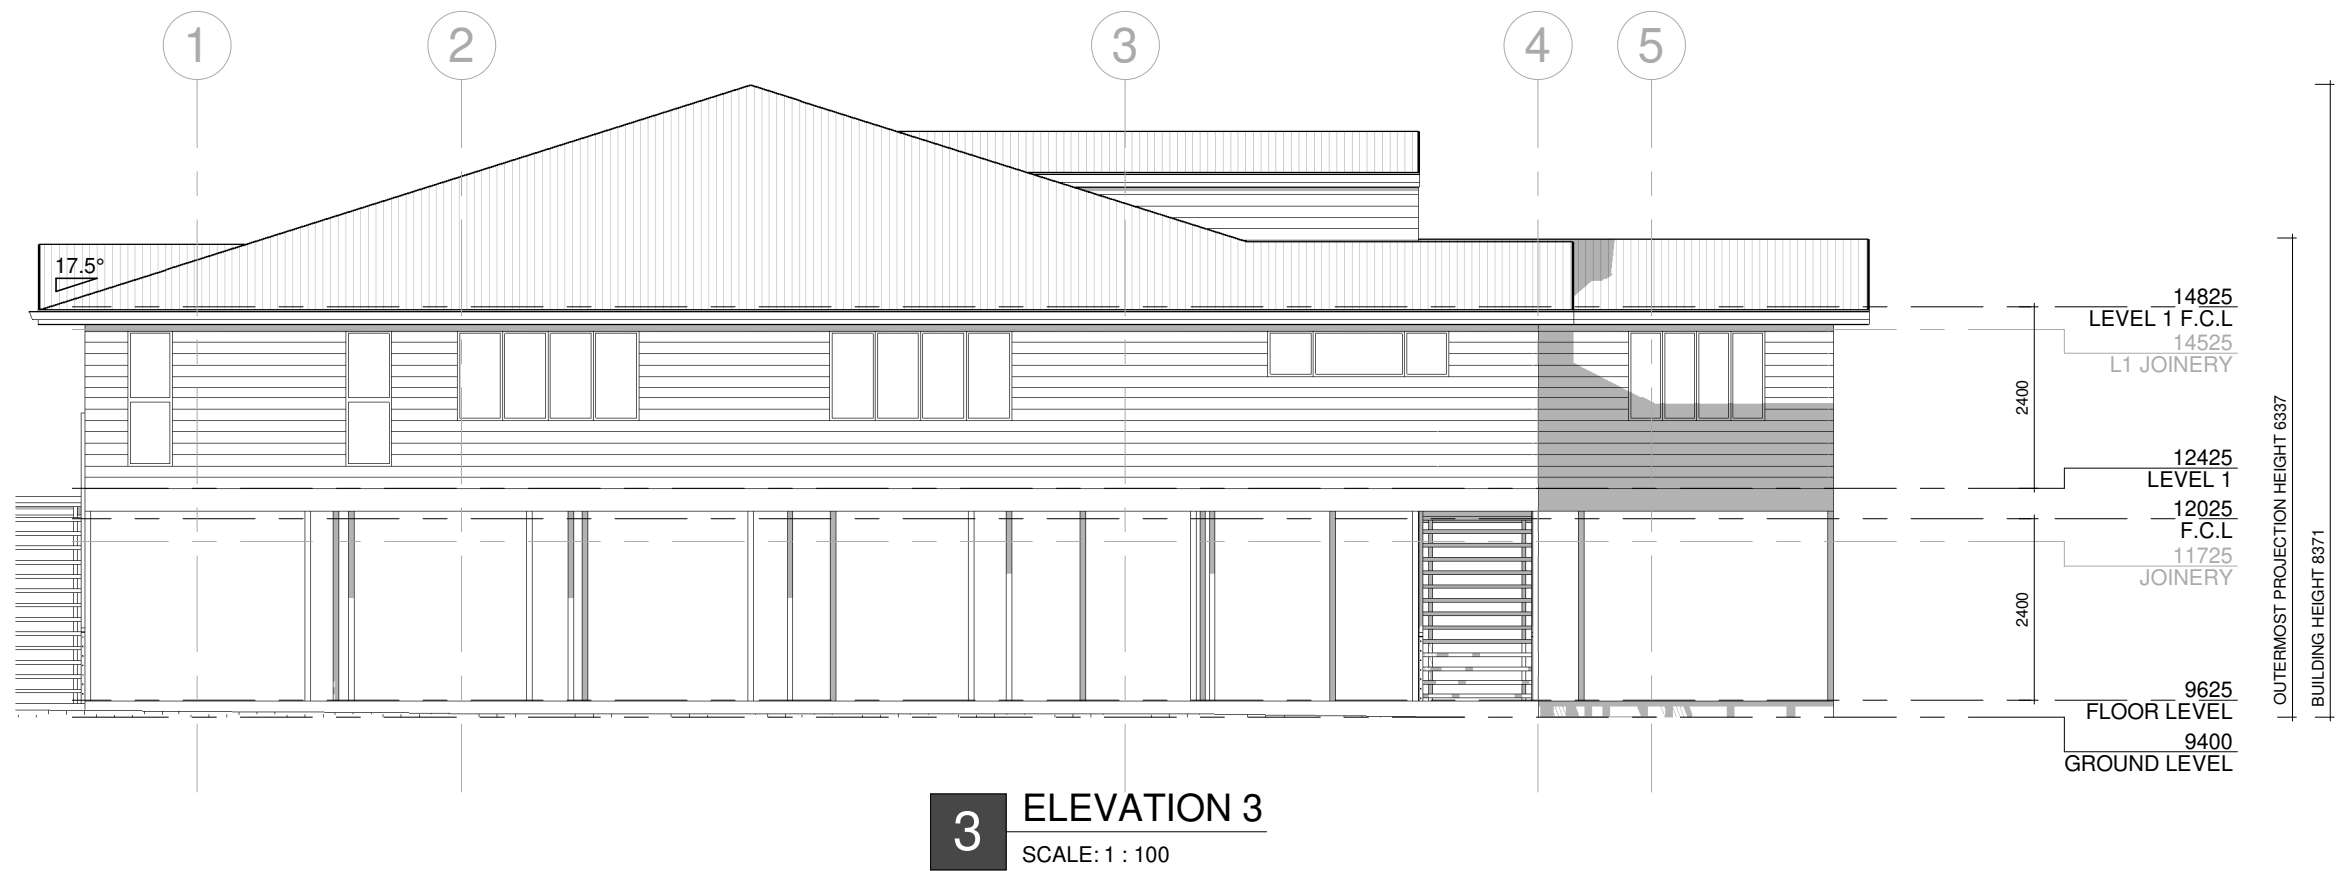 1
2
3
4
5
17.5°
14825
LEVEL 1 F.C.L
14525
L1 JOINERY
2400
12425
LEVEL 1
12025
F.C.L
11725
JOINERY
2400
9625
FLOOR LEVEL
9400
GROUND LEVEL
OUTERMOST PROJECTION HEIGHT 6337
BUILDING HEIGHT 8371
3
ELEVATION 3
SCALE: 1 : 100